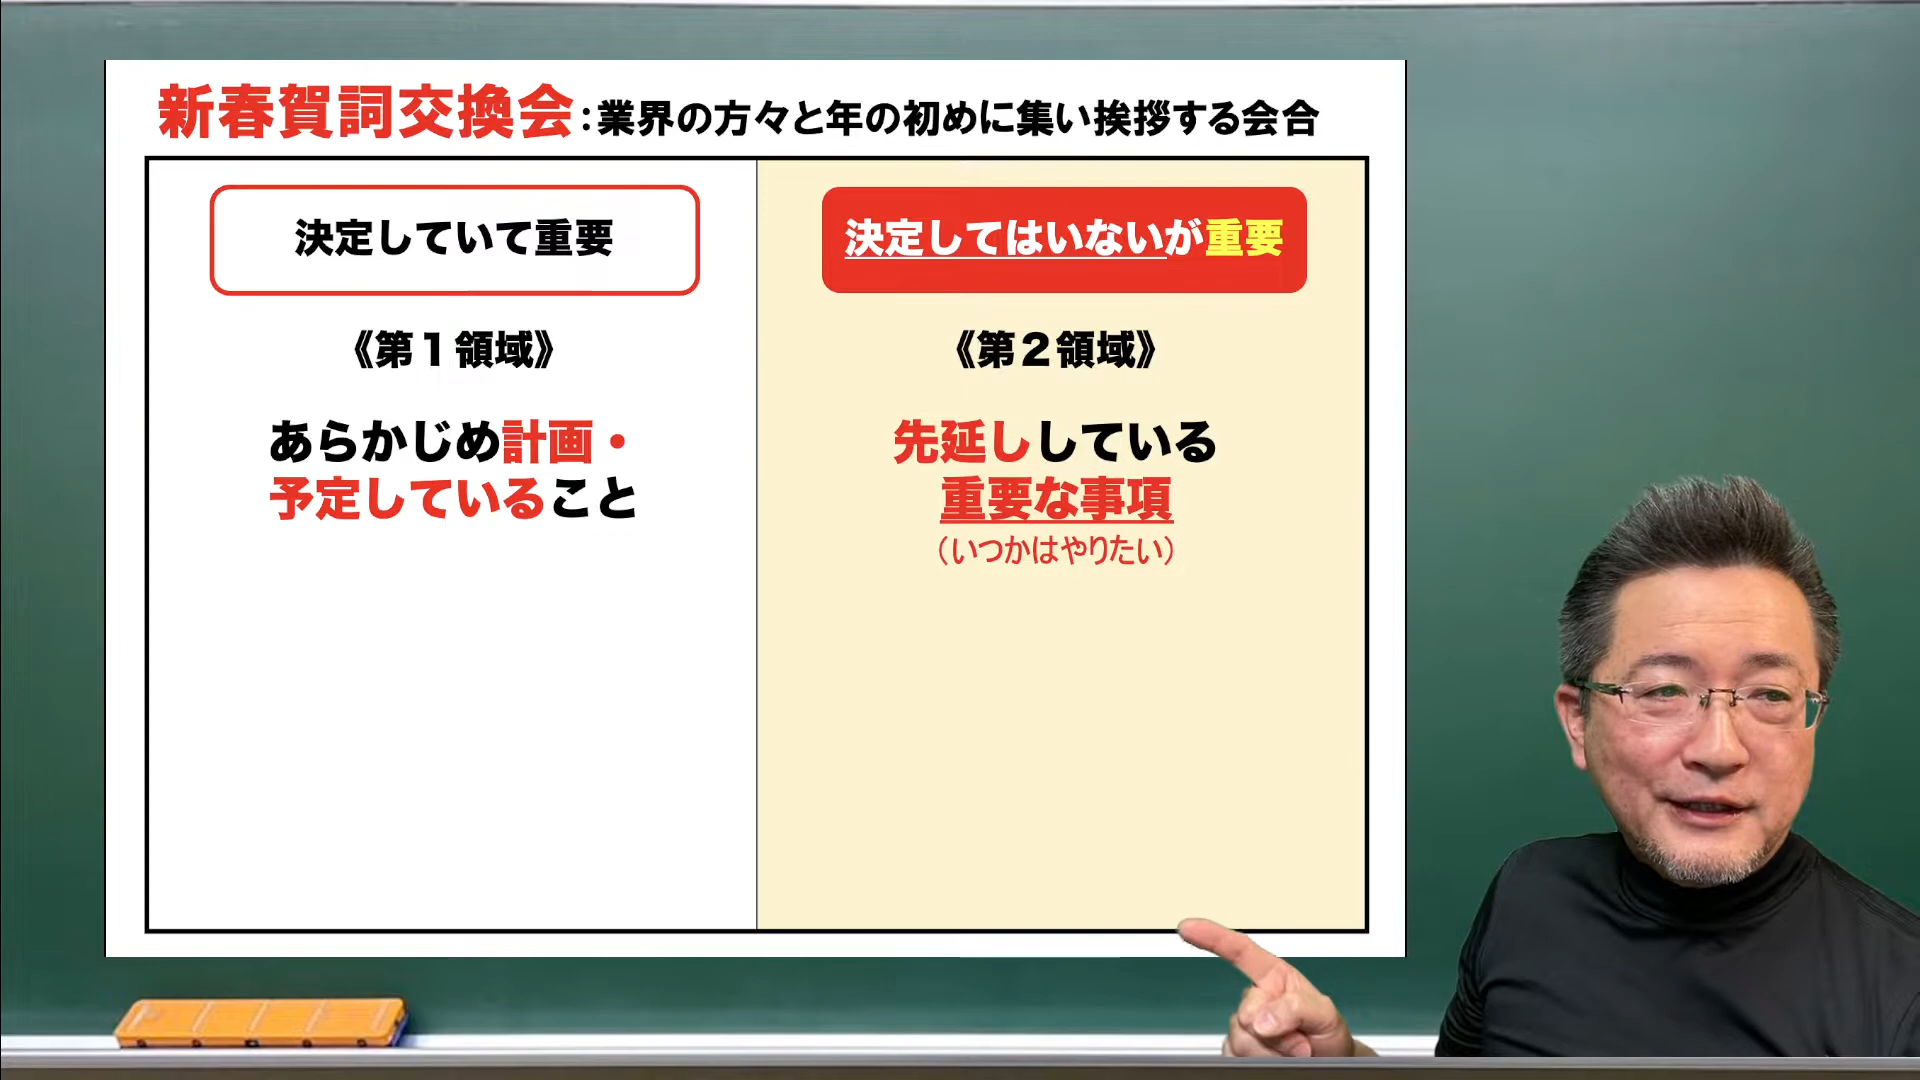 新春賀詞交換会：業界の方々と年の初めに集い挨拶する会合
決定していて重要
《第１領域》
あらかじめ計画・
予定していること
決定してはいないが重要
《第２領域》
先延ししている
重要な事項
（いつかはやりたい）